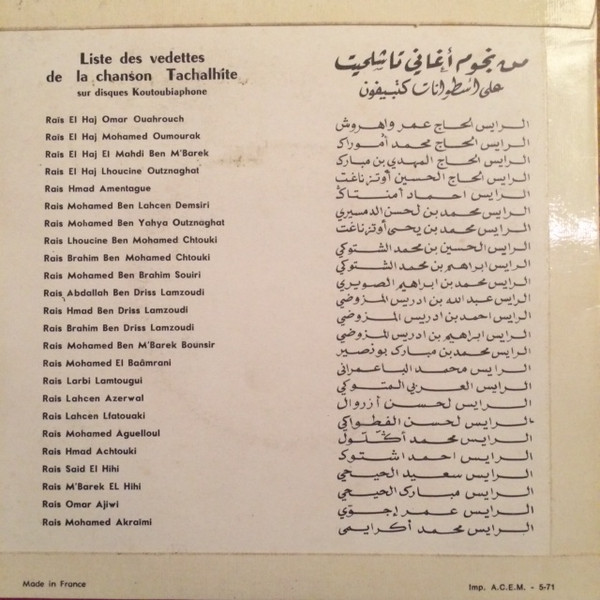 Liste des vedettes
de la chanson Tachalhite
sur disques Koutoubiaphone
Raïs El Haj Omar Ouahrouch
Raïs El Haj Mohamed Oumourak
Raïs El Haj El Mahdi Ben M'Barek
Raïs El Haj Lhoucine Outznaghat
Rais Hmad Amentague
Rais Mohamed Ben Lahcen Demsiri
Rais Mohamed Ben Yahya Outznaghat
Rais Lhoucine Ben Mohamed Chtouki
Rais Brahim Ben Mohamed Chtouki
Rais Mohamed Ben Brahim Souiri
Rais Abdallah Ben Driss Lamzoudi
Rais Hmad Ben Driss Lamzoudi
Rais Brahim Ben Driss Lamzoudi
Rais Mohamed Ben M'Barek Bounsir
Rais Mohamed El Baâmrani
Rais Larbi Lamtougui
Rais Lahcen Azerwal
Rais Lahcen Lfatouaki
Rais Mohamed Aguelloul
Rais Hmad Achtouki
Rais Said El Hihi
Rais M'Barek EL Hihi
Rais Omar Ajiwi
Rais Mohamed Akraïmi
من نجوم أغاني تاشلحيت
على أسطوانات كتبيفون
الرايس الحاج عمر واهروش
الرايس الحاج محمد أموراك
الرايس الحاج المهدي بن مبارك
الرايس الحاج الحسين أوتزناغت
الرايس احماد أمنتاگ
الرايس محمد بن لحسن الدمسيري
الرايس محمد بن يحيى أوتزناغت
الرايس الحسين بن محمد الشتوكي
الرايس ابراهيم بن محمد الشتوكي
الرايس محمد بن ابراهيم الصويري
الرايس عبد الله بن ادريس المزوضي
الرايس احمد بن ادريس المزوضي
الرايس ابراهيم بن ادريس المزوضي
الرايس محمد بن مبارك بونصير
الرايس محمد الباعمراني
الرايس العربي المتوكي
الرايس لحسن أزروال
الرايس لحسن الفطواكي
الرايس محمد أگلول
الرايس احمد اشتوك
الرايس سعيد الحيحي
الرايس مبارك الحيحي
الرايس عمر إجوي
الرايس محمد أكرايمي
Made in France
Imp. A.C.E.M. - 5-71